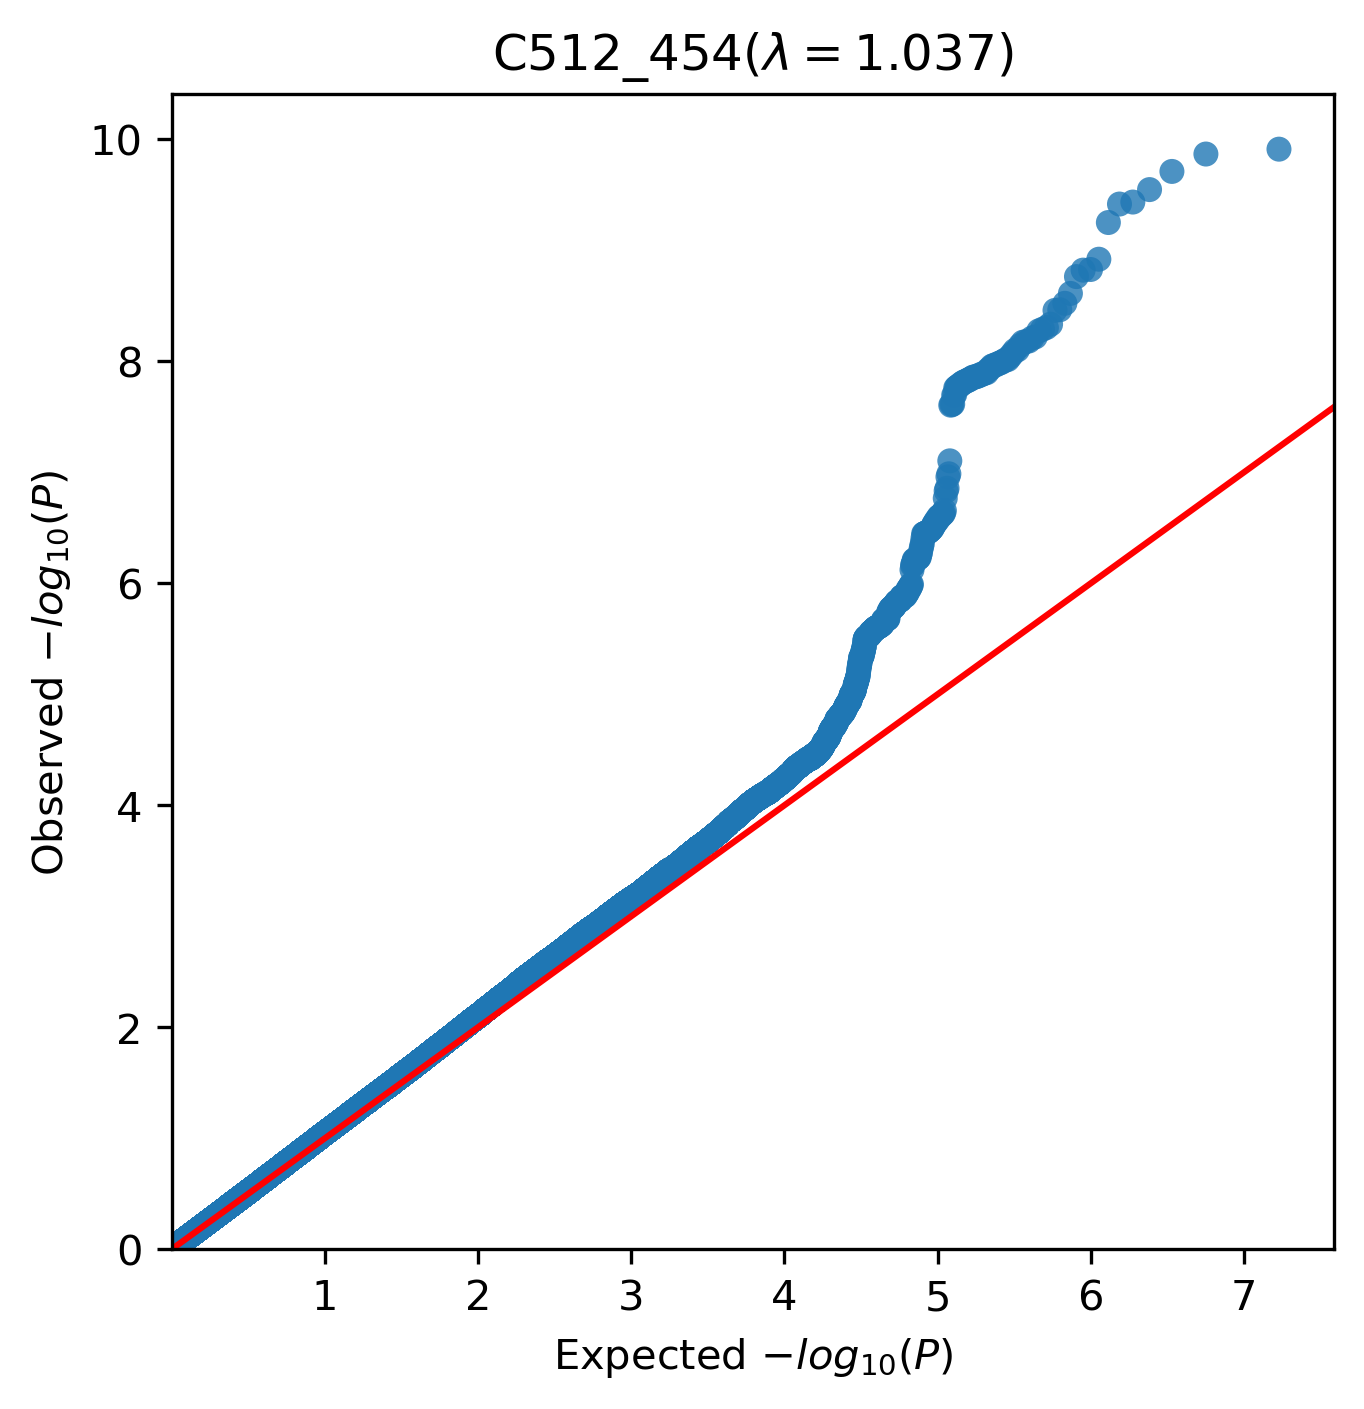 C512_454(λ = 1.037)
Observed −log₁₀(P)
10
8
6
4
2
0
1 2 3 4 5 6 7
Expected −log₁₀(P)